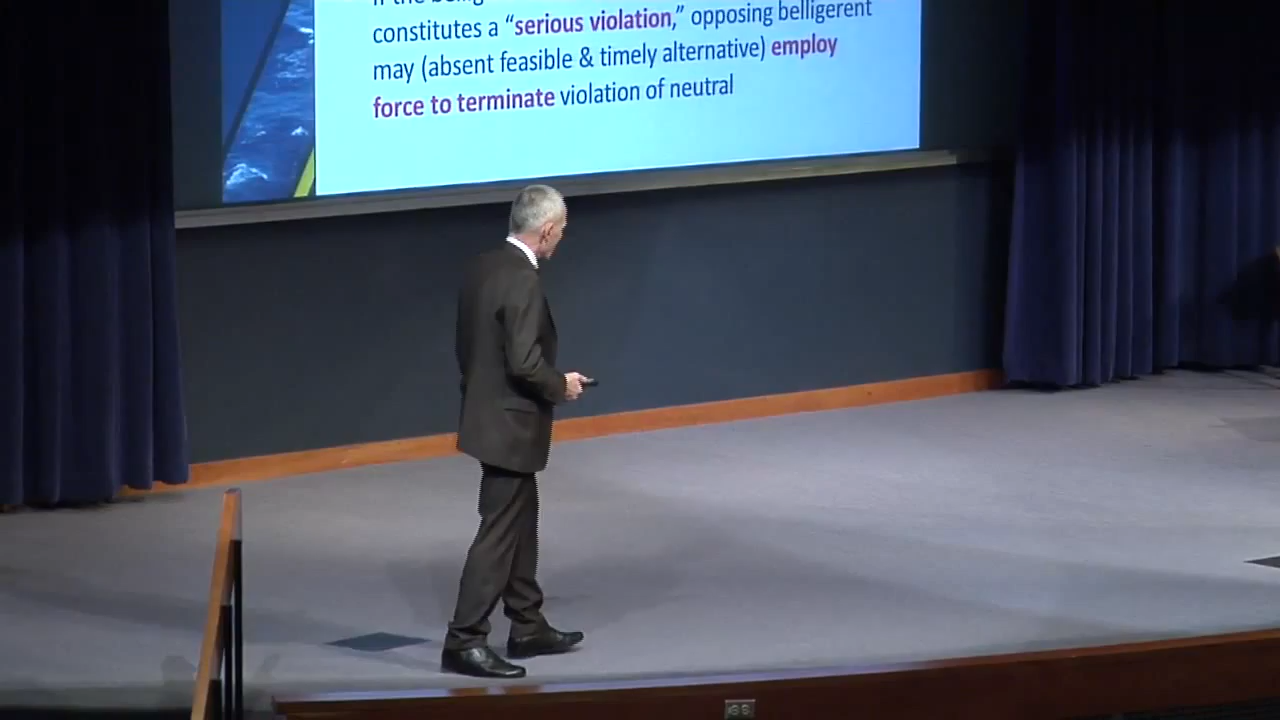 constitutes a “serious violation,” opposing belligerent
may (absent feasible & timely alternative) employ
force to terminate violation of neutral